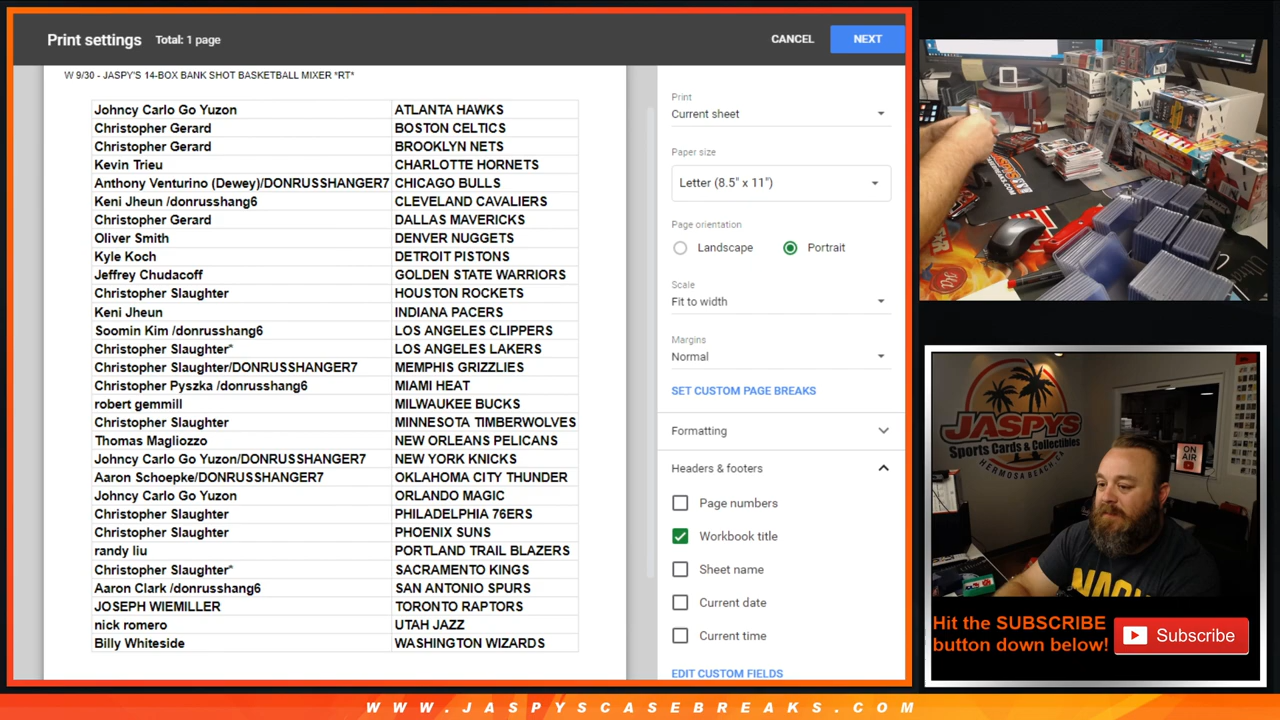 Print settings
Total: 1 page
CANCEL
NEXT
W 9/30 - JASPY'S 14-BOX BANK SHOT BASKETBALL MIXER *RT*
Johncy Carlo Go Yuzon ATLANTA HAWKS
Christopher Gerard BOSTON CELTICS
Christopher Gerard BROOKLYN NETS
Kevin Trieu CHARLOTTE HORNETS
Anthony Venturino (Dewey)/DONRUSSHANGER7 CHICAGO BULLS
Keni Jheun /donrusshang6 CLEVELAND CAVALIERS
Christopher Gerard DALLAS MAVERICKS
Oliver Smith DENVER NUGGETS
Kyle Koch DETROIT PISTONS
Jeffrey Chudacoff GOLDEN STATE WARRIORS
Christopher Slaughter HOUSTON ROCKETS
Keni Jheun INDIANA PACERS
Soomin Kim /donrusshang6 LOS ANGELES CLIPPERS
Christopher Slaughter* LOS ANGELES LAKERS
Christopher Slaughter/DONRUSSHANGER7 MEMPHIS GRIZZLIES
Christopher Pyszka /donrusshang6 MIAMI HEAT
robert gemmill MILWAUKEE BUCKS
Christopher Slaughter MINNESOTA TIMBERWOLVES
Thomas Magliozzo NEW ORLEANS PELICANS
Johncy Carlo Go Yuzon/DONRUSSHANGER7 NEW YORK KNICKS
Aaron Schoepke/DONRUSSHANGER7 OKLAHOMA CITY THUNDER
Johncy Carlo Go Yuzon ORLANDO MAGIC
Christopher Slaughter PHILADELPHIA 76ERS
Christopher Slaughter PHOENIX SUNS
randy liu PORTLAND TRAIL BLAZERS
Christopher Slaughter* SACRAMENTO KINGS
Aaron Clark /donrusshang6 SAN ANTONIO SPURS
JOSEPH WIEMILLER TORONTO RAPTORS
nick romero UTAH JAZZ
Billy Whiteside WASHINGTON WIZARDS
Print
Current sheet
Paper size
Letter (8.5" x 11")
Page orientation
Landscape
Portrait
Scale
Fit to width
Margins
Normal
SET CUSTOM PAGE BREAKS
Formatting
Headers & footers
Page numbers
Workbook title
Sheet name
Current date
Current time
EDIT CUSTOM FIELDS
JASPYS
Sports Cards & Collectibles
HERMOSA BEACH, CA
ON AIR
Hit the SUBSCRIBE
button down below!
Subscribe
WWW.JASPYSCASEBREAKS.COM